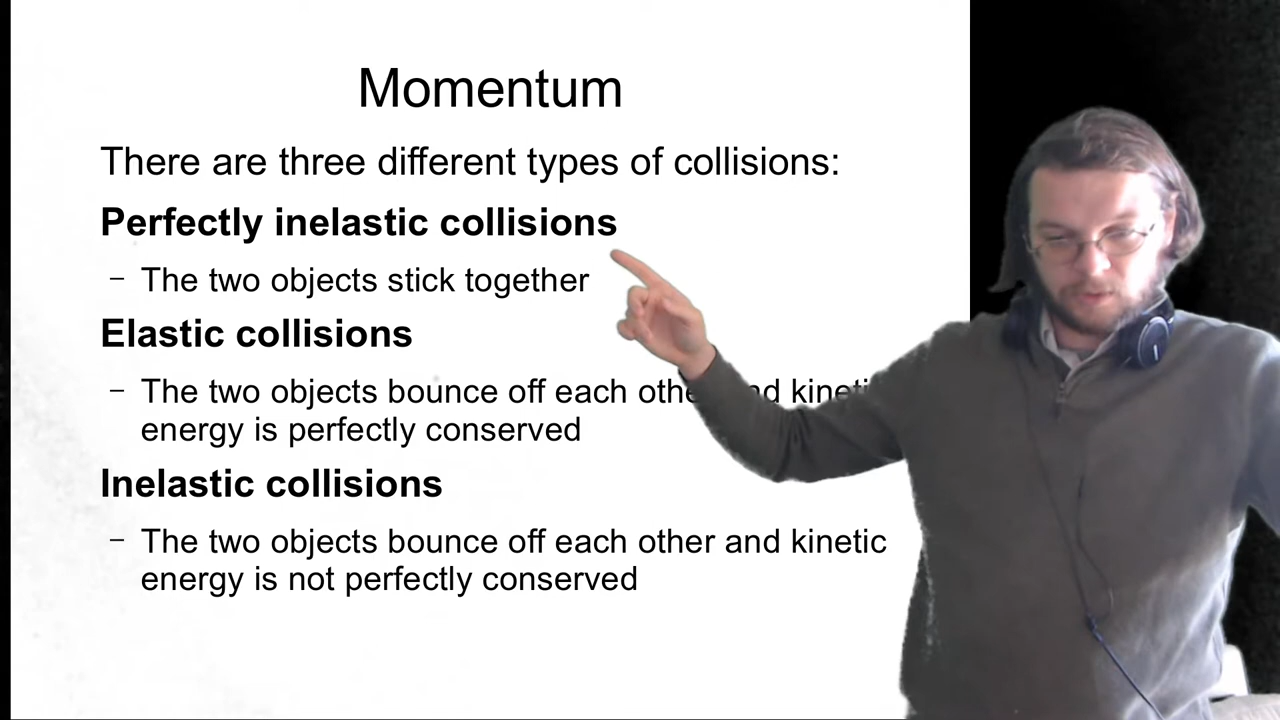 Momentum
There are three different types of collisions:
Perfectly inelastic collisions
– The two objects stick together
Elastic collisions
– The two objects bounce off each other and kinetic
energy is perfectly conserved
Inelastic collisions
– The two objects bounce off each other and kinetic
energy is not perfectly conserved